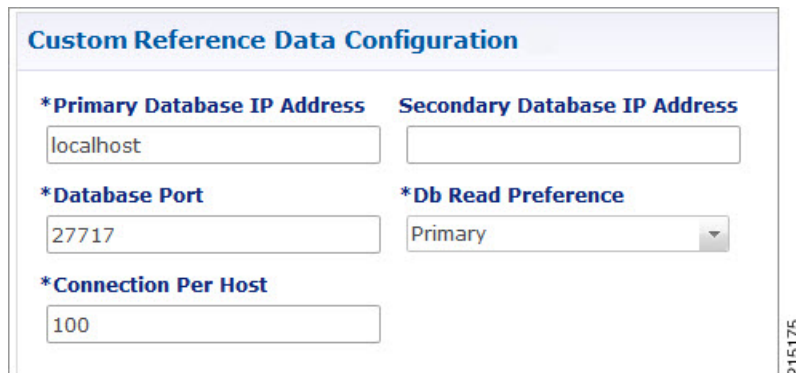 Custom Reference Data Configuration
*Primary Database IP Address Secondary Database IP Address
localhost
*Database Port *Db Read Preference
27717 Primary
*Connection Per Host
100